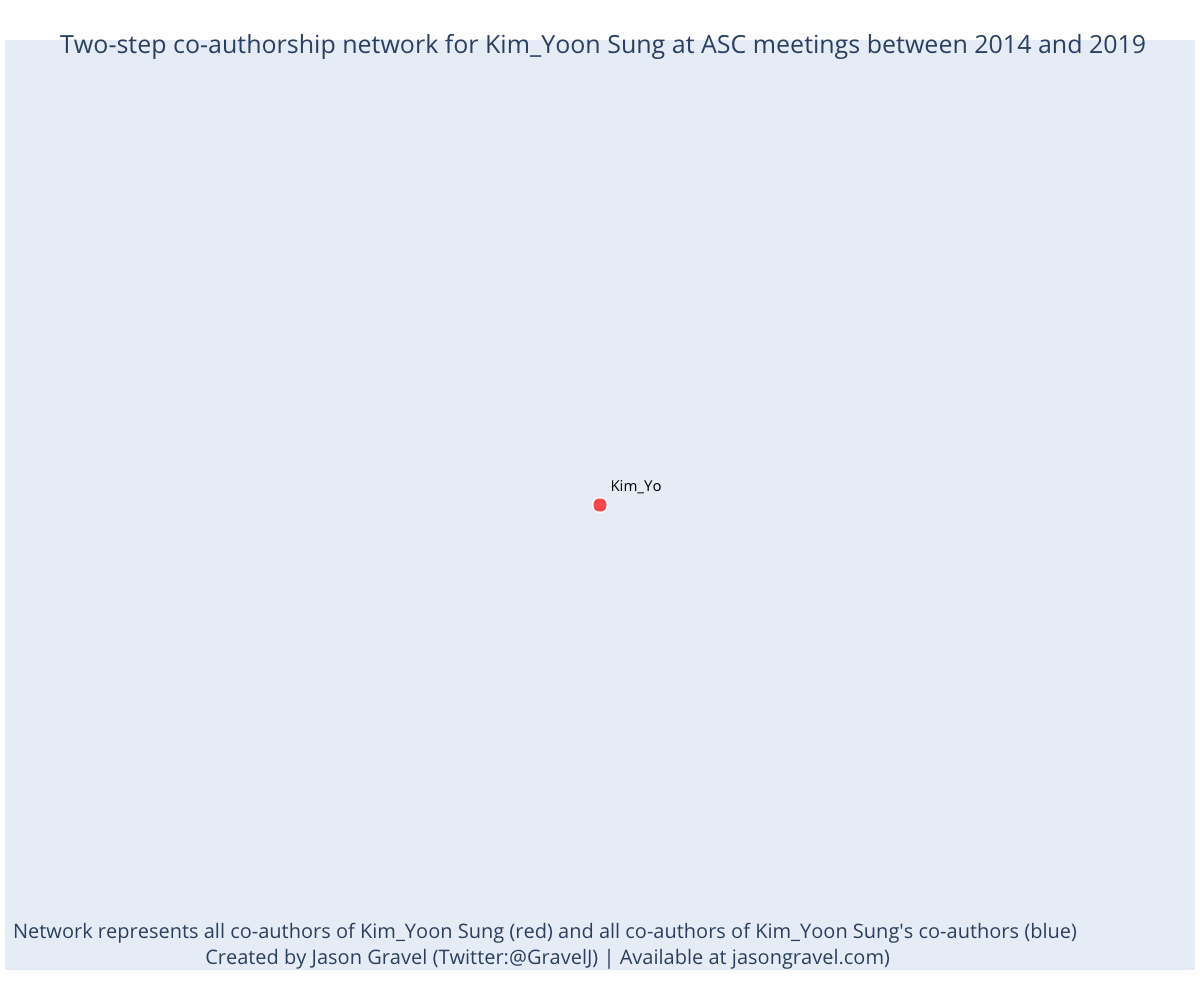 Two-step co-authorship network for Kim_Yoon Sung at ASC meetings between 2014 and 2019
Kim_Yo
Network represents all co-authors of Kim_Yoon Sung (red) and all co-authors of Kim_Yoon Sung's co-authors (blue)
Created by Jason Gravel (Twitter:@GravelJ) | Available at jasongravel.com)